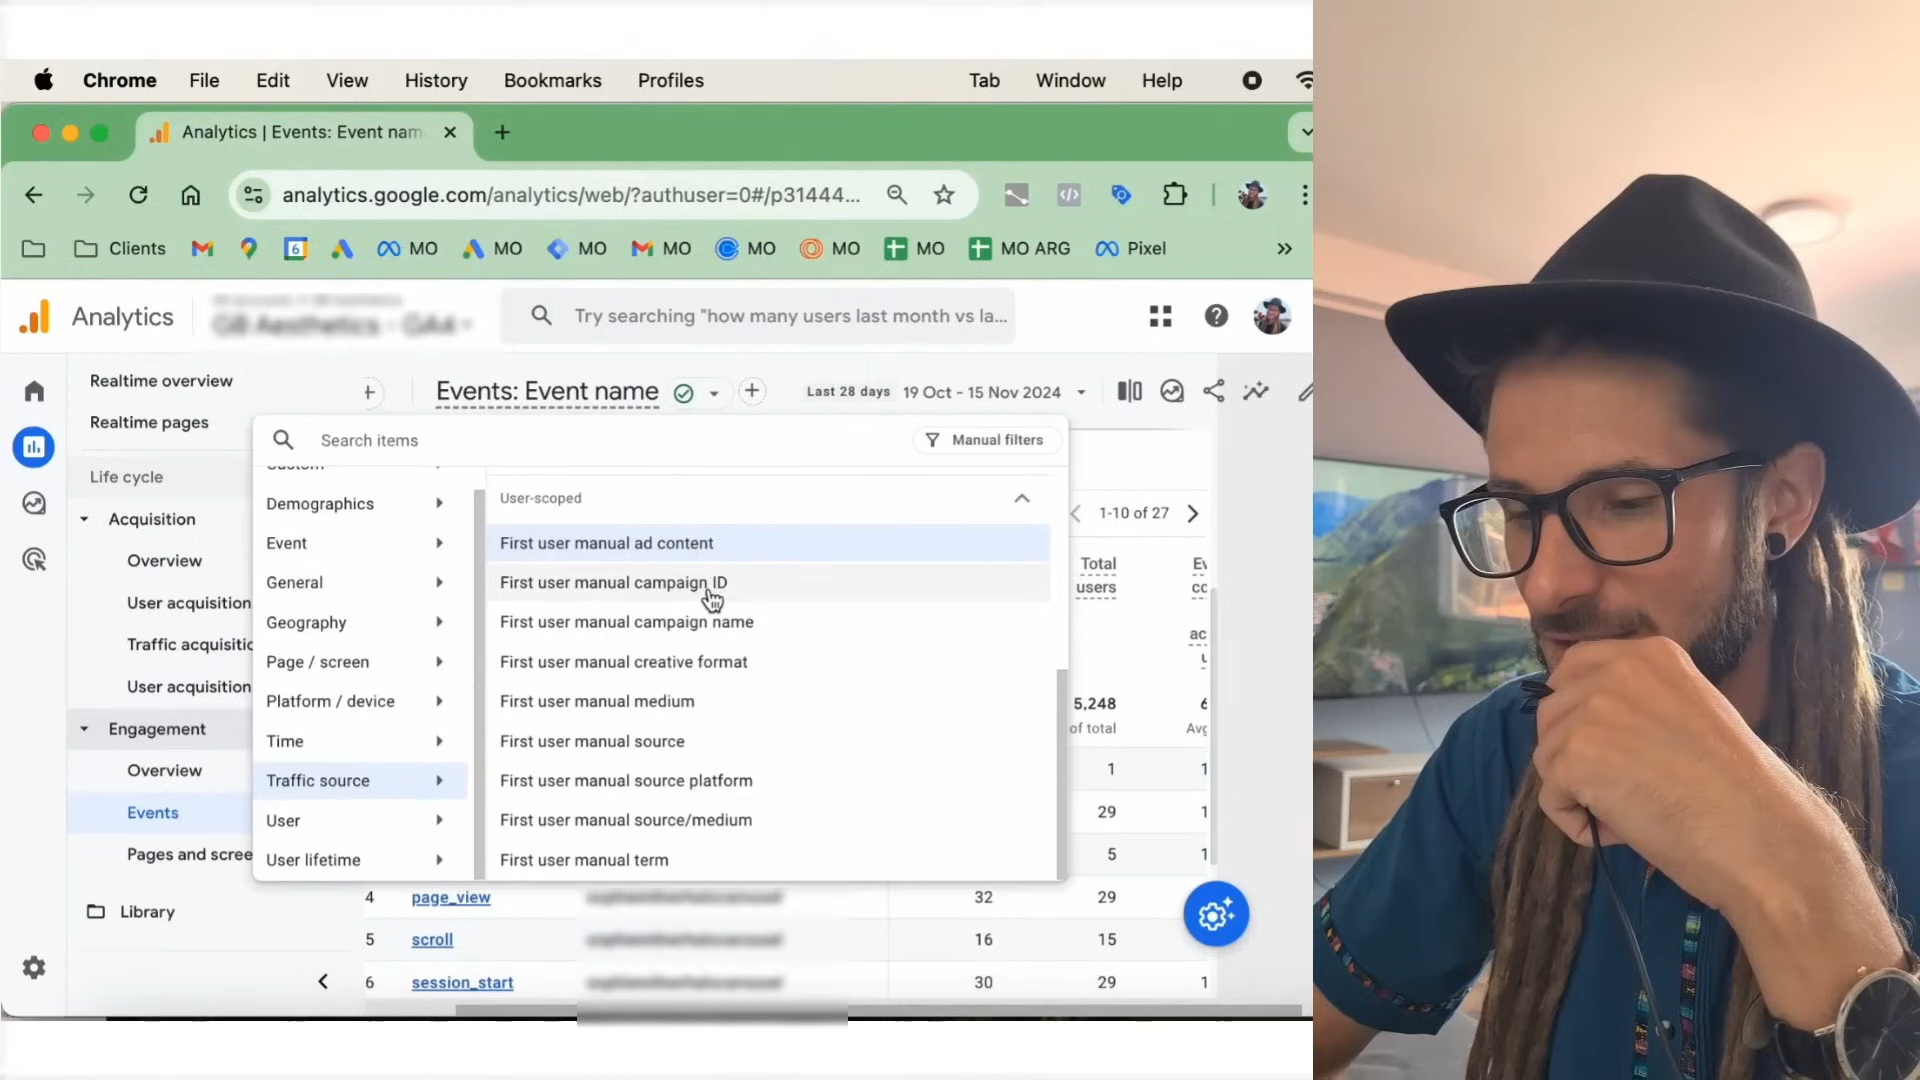 Chrome File Edit View History Bookmarks Profiles Tab Window Help
Analytics | Events: Event nam
analytics.google.com/analytics/web/?authuser=0#/p31444...
Clients MO MO MO MO MO MO MO MO ARG Pixel
Analytics
Try searching "how many users last month vs la...
Realtime overview
Realtime pages
Life cycle
Acquisition
Overview
User acquisition
Traffic acquisitio
User acquisition
Engagement
Overview
Events
Pages and scree
Library
Events: Event name
Last 28 days 19 Oct - 15 Nov 2024
Search items
Manual filters
Demographics
Event
General
Geography
Page / screen
Platform / device
Time
Traffic source
User
User lifetime
User-scoped
First user manual ad content
First user manual campaign ID
First user manual campaign name
First user manual creative format
First user manual medium
First user manual source
First user manual source platform
First user manual source/medium
First user manual term
1-10 of 27
Total
users
5,248
of total
Avg
1 1
29 1
5 1
4 page_view 32 29
5 scroll 16 15
6 session_start 30 29 1